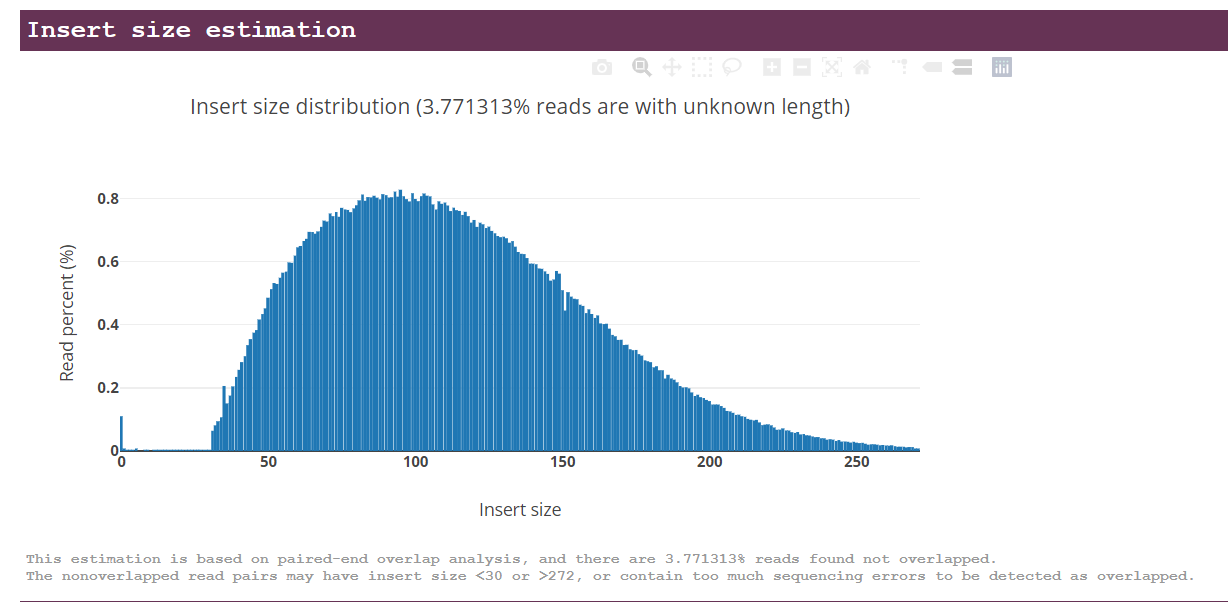 Insert size estimation
Insert size distribution (3.771313% reads are with unknown length)
0.8
0.6
0.4
0.2
0
Read percent (%)
0 50 100 150 200 250
Insert size
This estimation is based on paired-end overlap analysis, and there are 3.771313% reads found not overlapped.
The nonoverlapped read pairs may have insert size <30 or >272, or contain too much sequencing errors to be detected as overlapped.